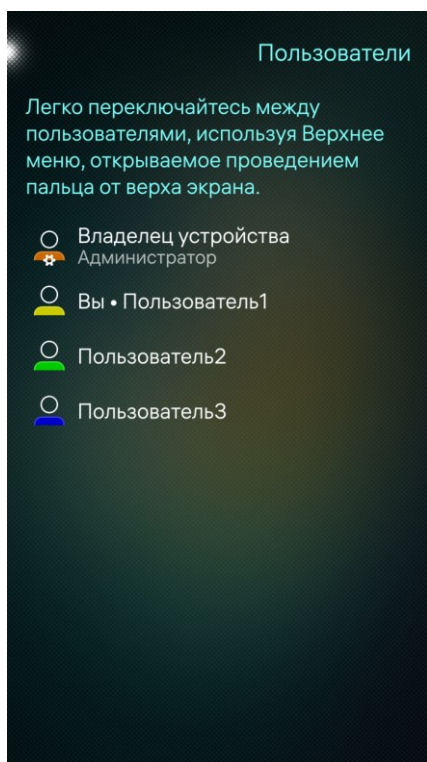 Пользователи
Легко переключайтесь между
пользователями, используя Верхнее
меню, открываемое проведением
пальца от верха экрана.
Владелец устройства
Администратор
Вы • Пользователь1
Пользователь2
Пользователь3